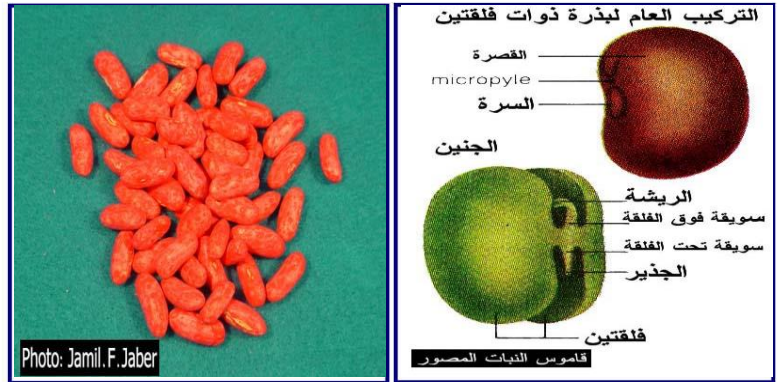 Photo: Jamil.F.Jaber
التركيب العام لبذرة ذوات فلقتين
القصرة
micropyle
السرة
الجنين
الريشة
سويقة فوق الفلقة
سويقة تحت الفلقة
الجذير
فلقتين
قاموس النبات المصور